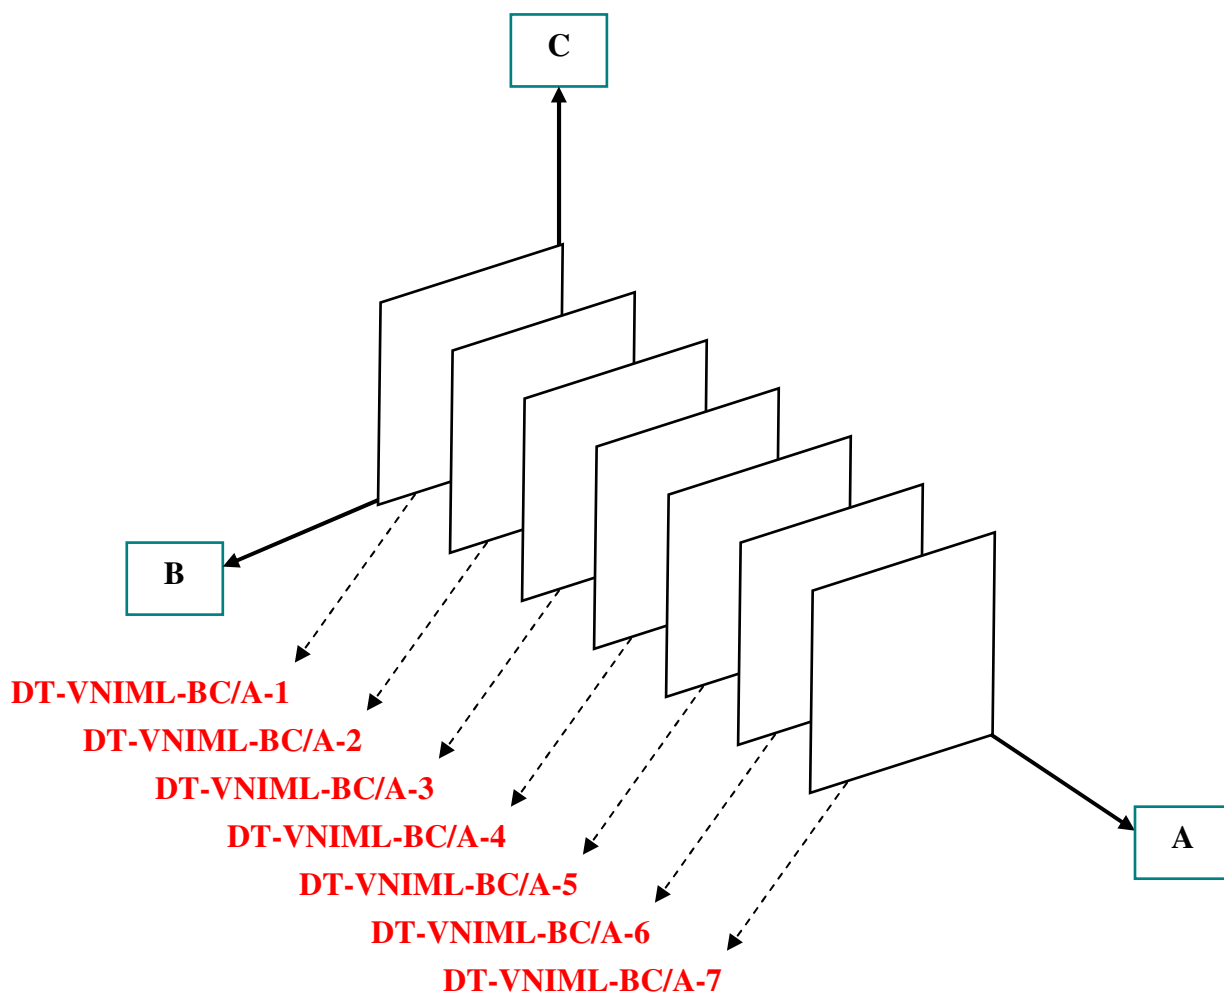 C
B
DT-VNIML-BC/A-1
DT-VNIML-BC/A-2
DT-VNIML-BC/A-3
DT-VNIML-BC/A-4
A
DT-VNIML-BC/A-5
DT-VNIML-BC/A-6
DT-VNIML-BC/A-7